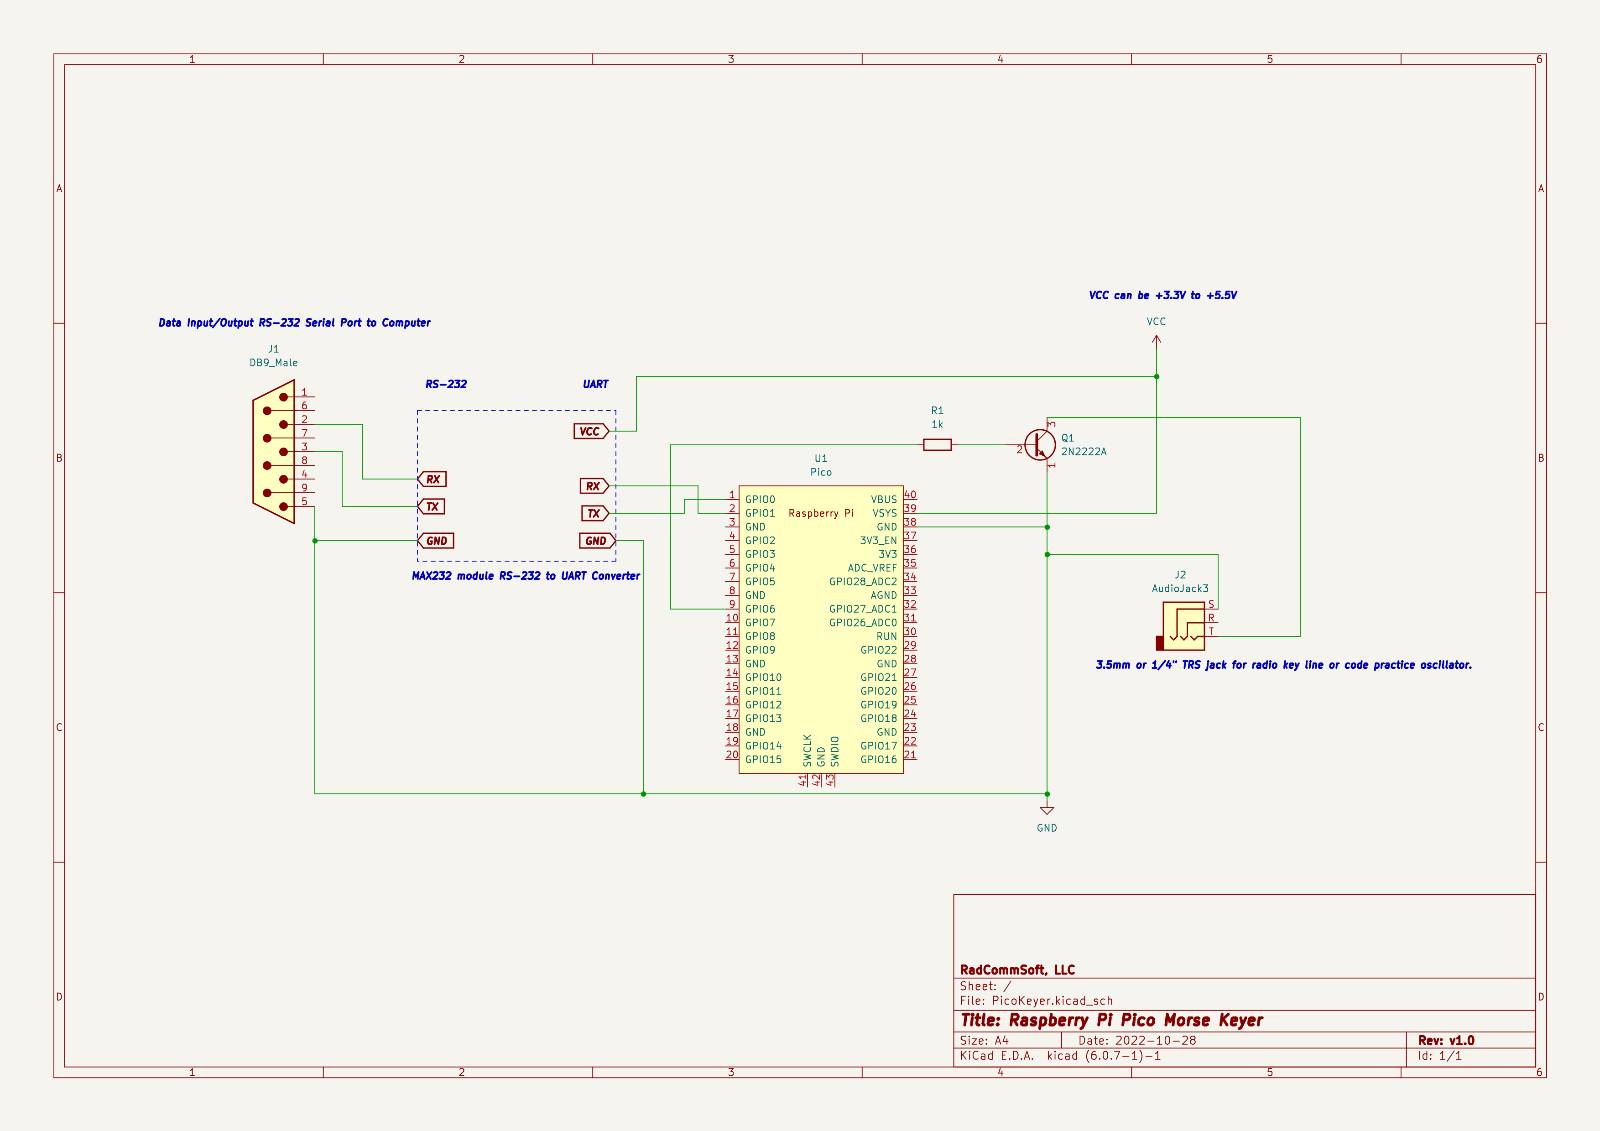 1 2 3 4 5 6
A A
VCC can be +3.3V to +5.5V
VCC
Data Input/Output RS-232 Serial Port to Computer
J1
DB9_Male
RS-232 UART
1
6
2
7
3
8
4
9
5
VCC
RX
TX
GND
RX
TX
GND
MAX232 module RS-232 to UART Converter
R1
1k
3
2
1
Q1
2N2222A
B B
U1
Pico
Raspberry Pi
1 GPIO0 VBUS 40
2 GPIO1 VSYS 39
3 GND GND 38
4 GPIO2 3V3_EN 37
5 GPIO3 3V3 36
6 GPIO4 ADC_VREF 35
7 GPIO5 GPIO28_ADC2 34
8 GND AGND 33
9 GPIO6 GPIO27_ADC1 32
10 GPIO7 GPIO26_ADC0 31
11 GPIO8 RUN 30
12 GPIO9 GPIO22 29
13 GND GND 28
14 GPIO10 GPIO21 27
15 GPIO11 GPIO20 26
16 GPIO12 GPIO19 25
17 GPIO13 GPIO18 24
18 GND GND 23
19 GPIO14 GPIO17 22
20 GPIO15 GPIO16 21
SWCLK GND SWDIO
41 42 43
J2
AudioJack3
S
R
T
3.5mm or 1/4" TRS jack for radio key line or code practice oscillator.
C C
GND
D D
RadCommSoft, LLC
Sheet: /
File: PicoKeyer.kicad_sch
Title: Raspberry Pi Pico Morse Keyer
Size: A4 Date: 2022-10-28 Rev: v1.0
KiCad E.D.A. kicad (6.0.7-1)-1 Id: 1/1
1 2 3 4 5 6